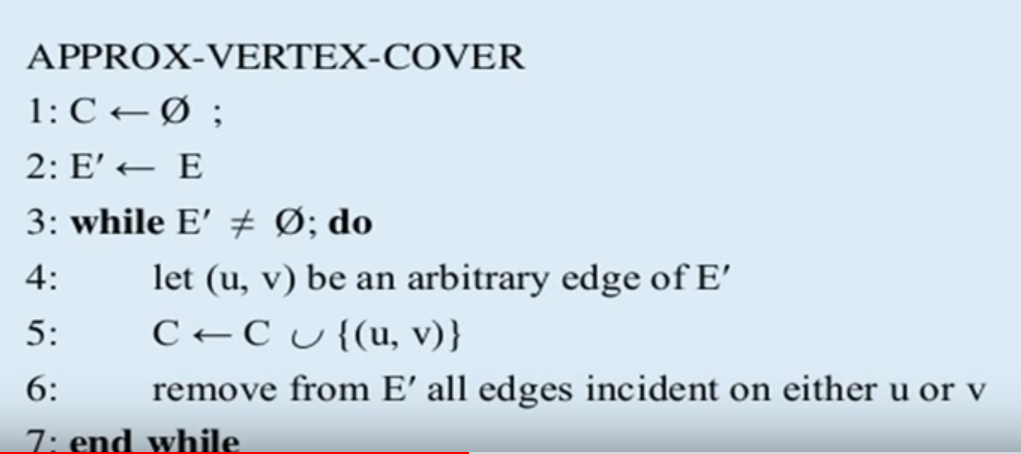 APPROX-VERTEX-COVER
1: C ← Ø ;
2: E′ ← E
3: while E′ ≠ Ø; do
4: let (u, v) be an arbitrary edge of E′
5: C ← C ∪ {(u, v)}
6: remove from E′ all edges incident on either u or v
7: end while